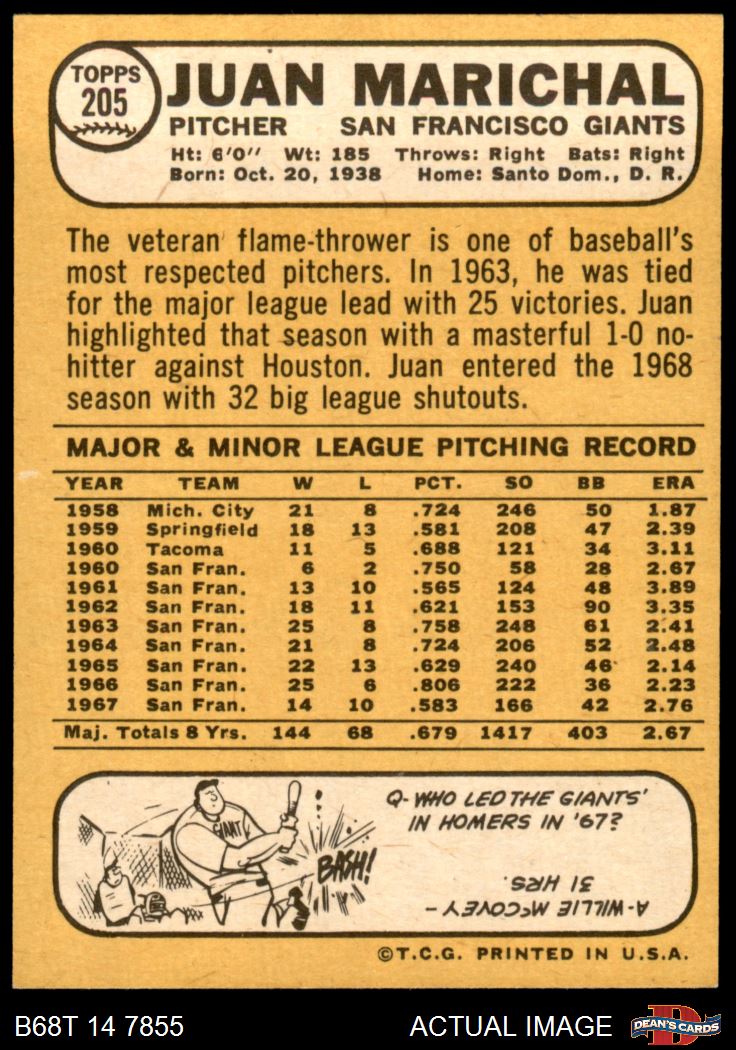 TOPPS
205
JUAN MARICHAL
PITCHER SAN FRANCISCO GIANTS
Ht: 6'0" Wt: 185 Throws: Right Bats: Right
Born: Oct. 20, 1938 Home: Santo Dom., D. R.
The veteran flame-thrower is one of baseball's
most respected pitchers. In 1963, he was tied
for the major league lead with 25 victories. Juan
highlighted that season with a masterful 1-0 no-
hitter against Houston. Juan entered the 1968
season with 32 big league shutouts.
MAJOR & MINOR LEAGUE PITCHING RECORD
YEAR TEAM W L PCT. SO BB ERA
1958 Mich. City 21 8 .724 246 50 1.87
1959 Springfield 18 13 .581 208 47 2.39
1960 Tacoma 11 5 .688 121 34 3.11
1960 San Fran. 6 2 .750 58 28 2.67
1961 San Fran. 13 10 .565 124 48 3.89
1962 San Fran. 18 11 .621 153 90 3.35
1963 San Fran. 25 8 .758 248 61 2.41
1964 San Fran. 21 8 .724 206 52 2.48
1965 San Fran. 22 13 .629 240 46 2.14
1966 San Fran. 25 6 .806 222 36 2.23
1967 San Fran. 14 10 .583 166 42 2.76
Maj. Totals 8 Yrs. 144 68 .679 1417 403 2.67
GIANT
BASH!
Q-WHO LED THE GIANTS'
IN HOMERS IN '67?
A-WILLIE McCOVEY -
31 HRS.
©T.C.G. PRINTED IN U.S.A.
B68T 14 7855
ACTUAL IMAGE
D
DEAN'S CARDS